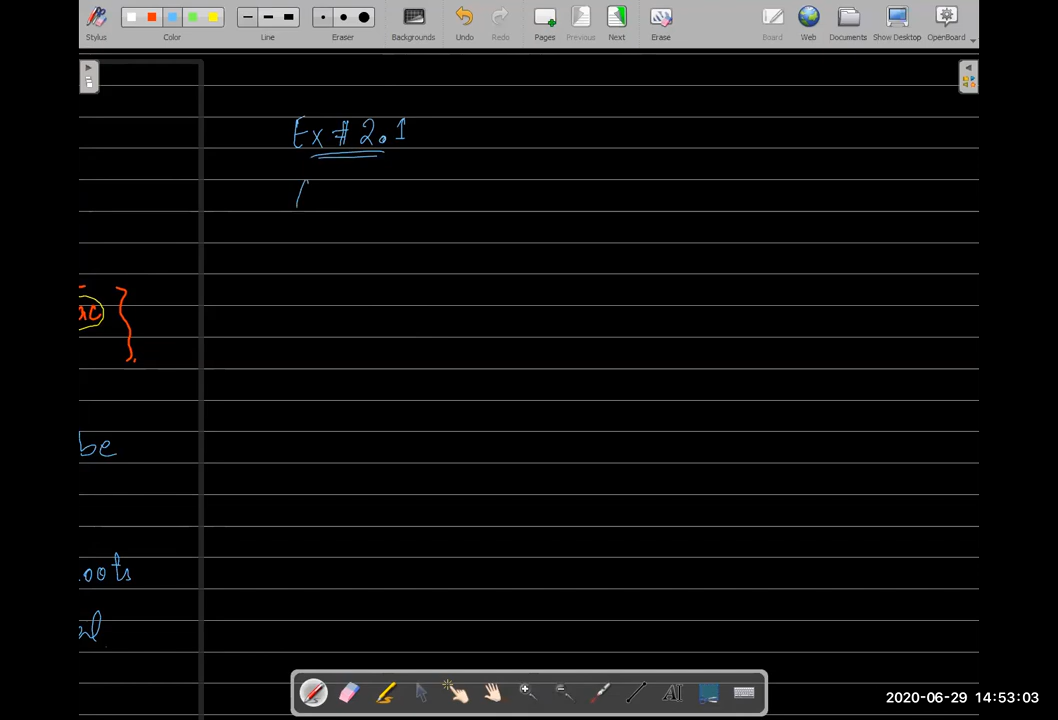 Stylus
Color
Line
Eraser
Backgrounds
Undo
Redo
Pages
Previous
Next
Erase
Board
Web
Documents
Show Desktop
OpenBoard
Ex # 2.1
ac }
be
oots
2020-06-29 14:53:03